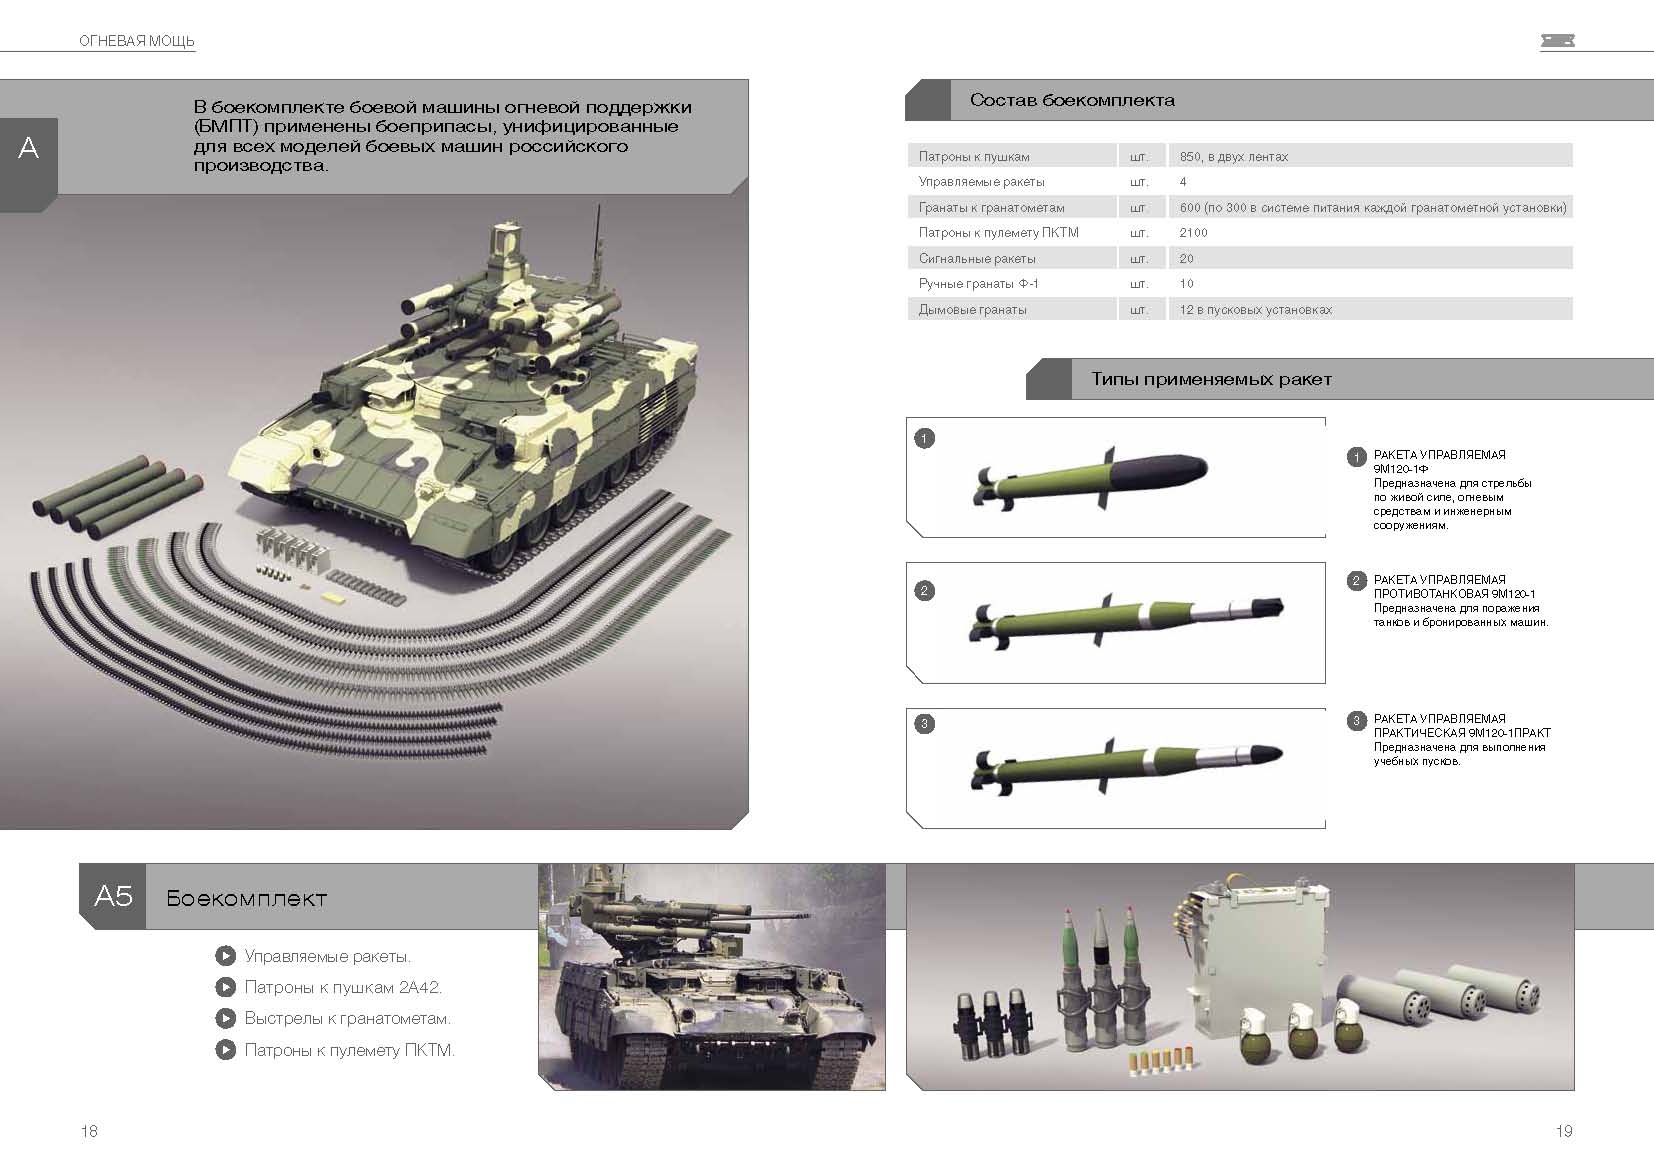 ОГНЕВАЯ МОЩЬ
А
В боекомплекте боевой машины огневой поддержки
(БМПТ) применены боеприпасы, унифицированные
для всех моделей боевых машин российского
производства.
Состав боекомплекта
Патроны к пушкам шт. 850, в двух лентах
Управляемые ракеты шт. 4
Гранаты к гранатометам шт. 600 (по 300 в системе питания каждой гранатометной установки)
Патроны к пулемету ПКТМ шт. 2100
Сигнальные ракеты шт. 20
Ручные гранаты Ф-1 шт. 10
Дымовые гранаты шт. 12 в пусковых установках
Типы применяемых ракет
1
1 РАКЕТА УПРАВЛЯЕМАЯ
9М120-1Ф
Предназначена для стрельбы
по живой силе, огневым
средствам и инженерным
сооружениям.
2
2 РАКЕТА УПРАВЛЯЕМАЯ
ПРОТИВОТАНКОВАЯ 9М120-1
Предназначена для поражения
танков и бронированных машин.
3
3 РАКЕТА УПРАВЛЯЕМАЯ
ПРАКТИЧЕСКАЯ 9М120-1ПРАКТ
Предназначена для выполнения
учебных пусков.
А5 Боекомплект
Управляемые ракеты.
Патроны к пушкам 2А42.
Выстрелы к гранатометам.
Патроны к пулемету ПКТМ.
18
19